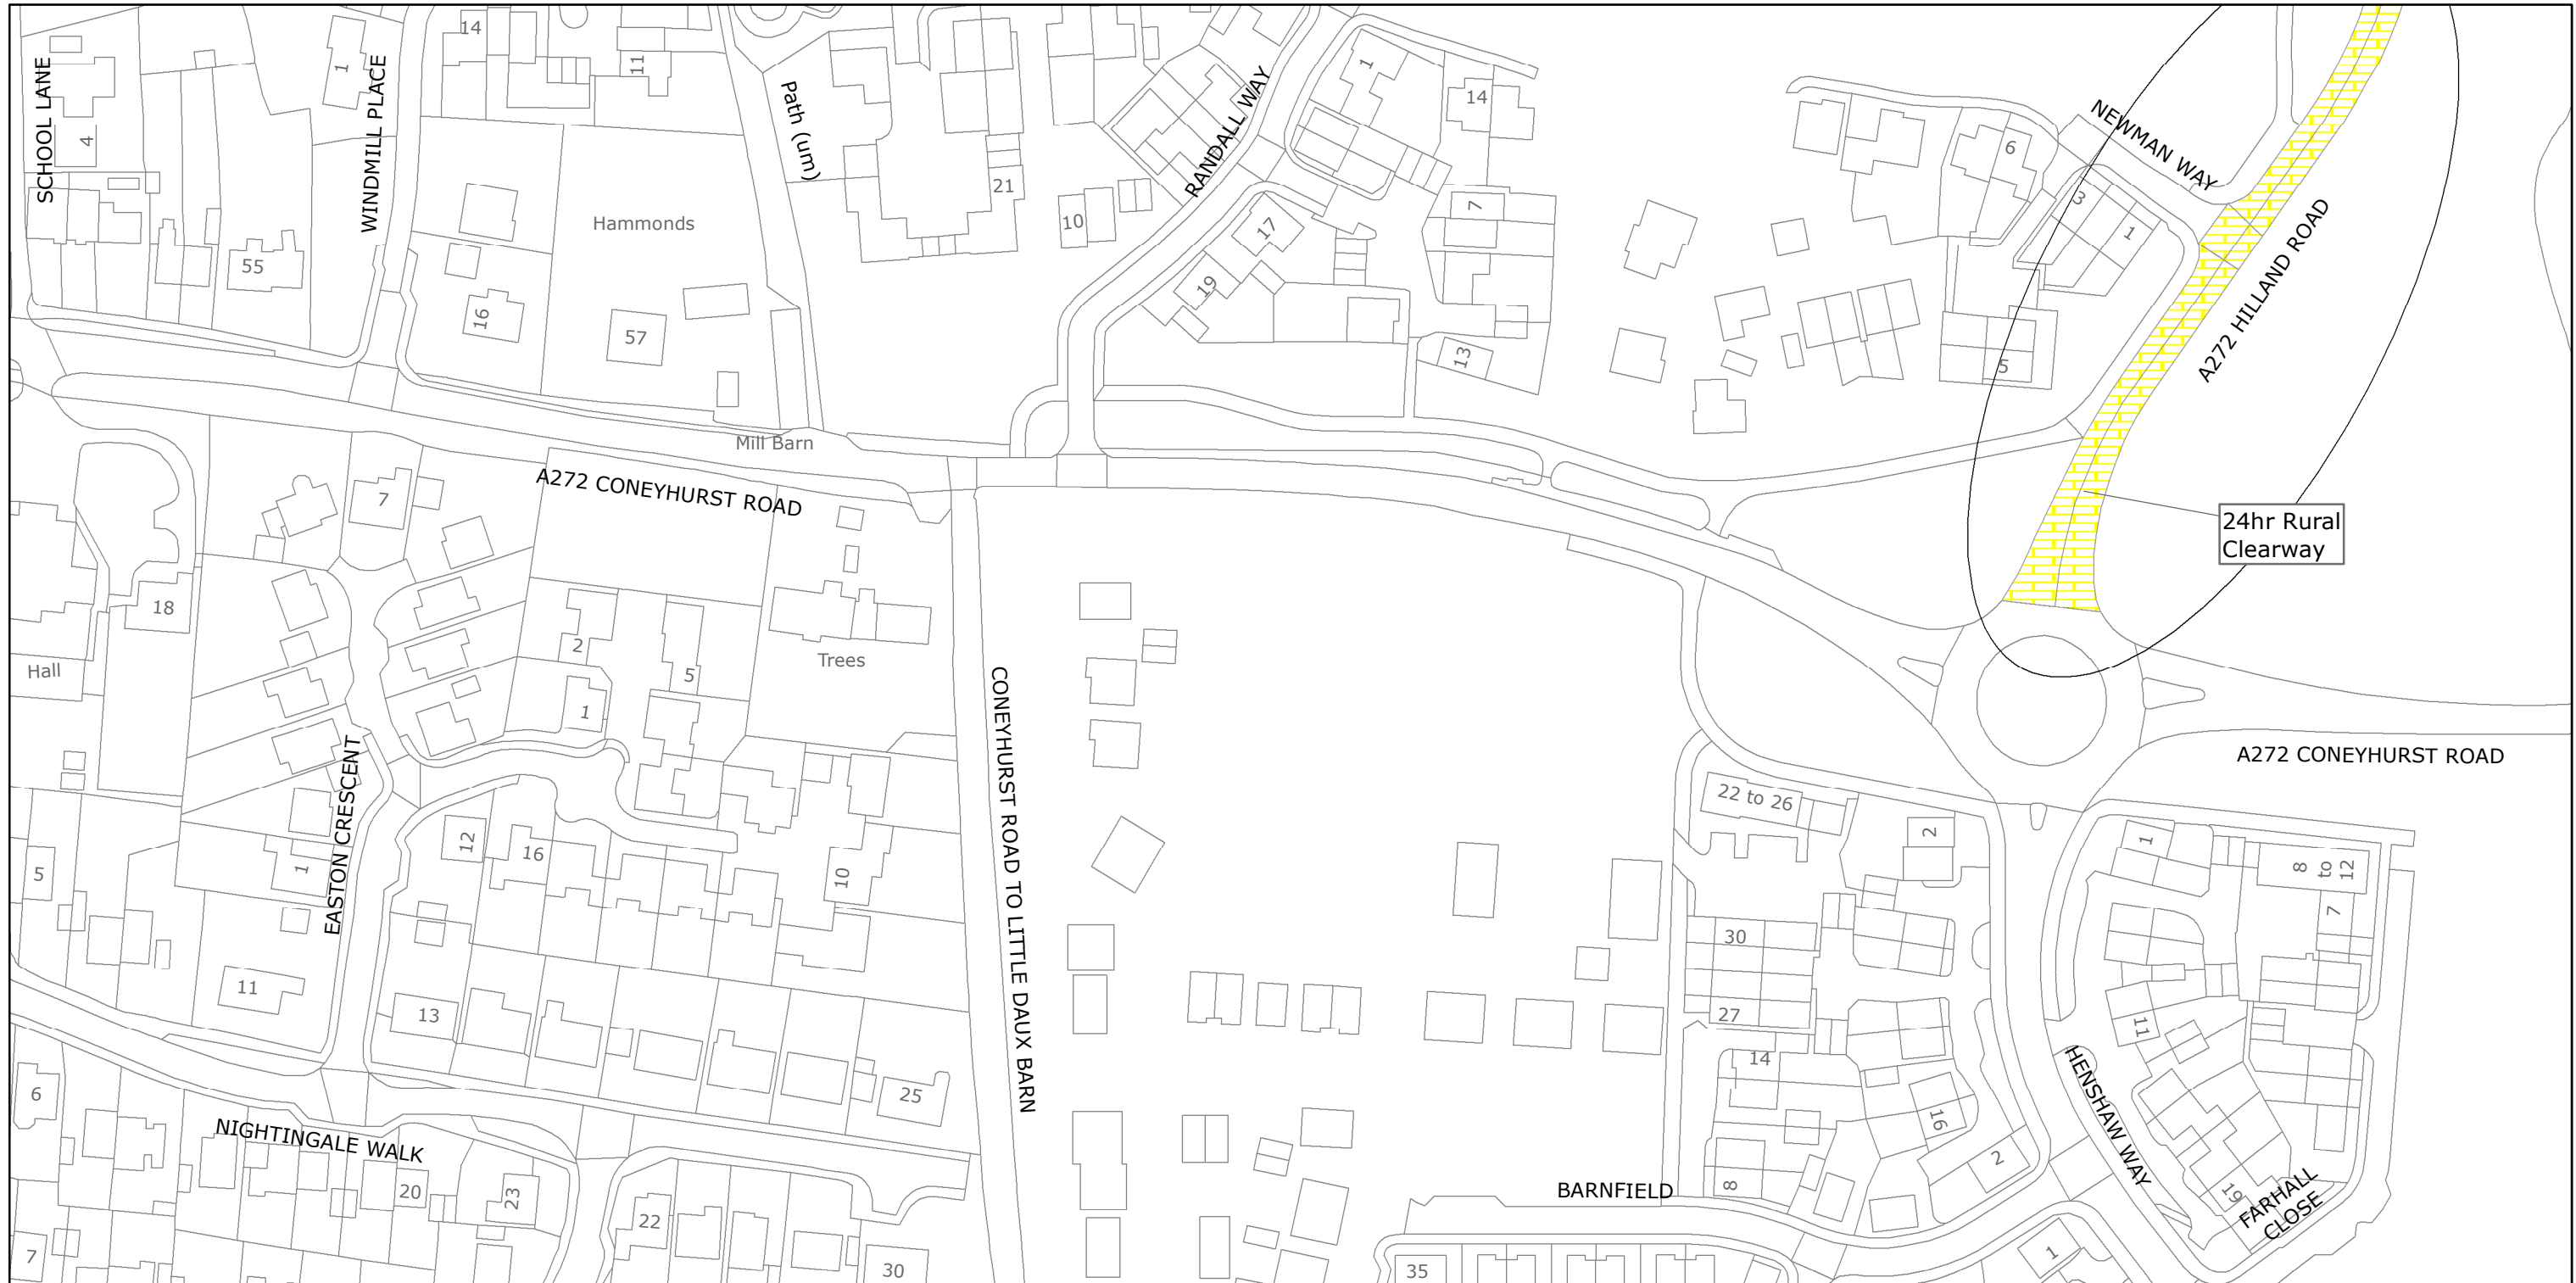 SCHOOL LANE
4
55
1
WINDMILL PLACE
14
11
Path (um)
Hammonds
16
57
Mill Barn
21
10
RANDALL WAY
1
14
17
19
7
13
NEWMAN WAY
6
3
1
5
A272 HILLAND ROAD
24hr Rural
Clearway
A272 CONEYHURST ROAD
7
18
Hall
2
5
1
Trees
EASTON CRESCENT
12
16
10
1
5
11
13
25
CONEYHURST ROAD TO LITTLE DAUX BARN
A272 CONEYHURST ROAD
22 to 26
2
1
8
to
12
7
30
27
14
11
16
2
8
HENSHAW WAY
19
FARHALL
CLOSE
BARNFIELD
6
NIGHTINGALE WALK
20
23
22
7
30
35
1